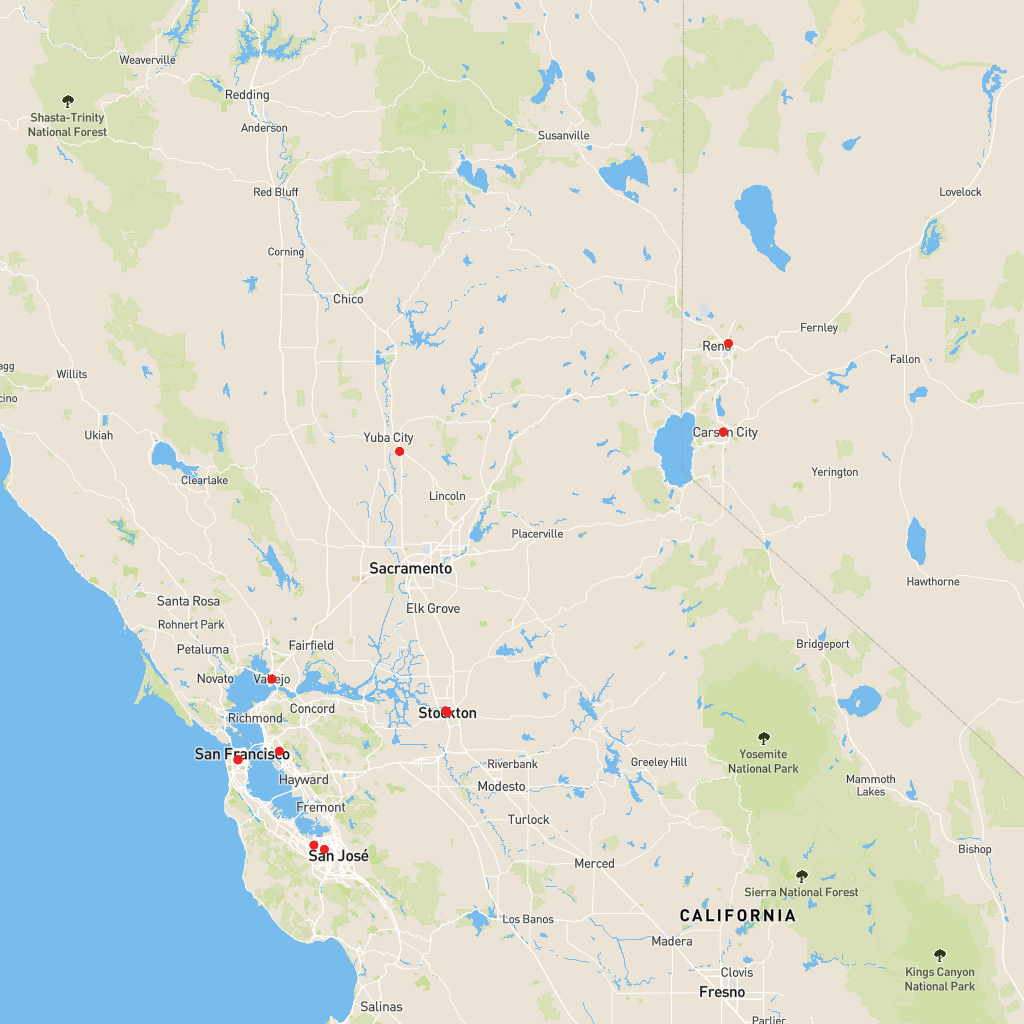 Weaverville
Redding
Shasta-Trinity
National Forest
Anderson
Susanville
Red Bluff
Lovelock
Corning
Chico
Fernley
Reno
Fallon
agg
Willits
cino
Ukiah
Yuba City
Carson City
Clearlake
Yerington
Lincoln
Placerville
Sacramento
Hawthorne
Santa Rosa
Elk Grove
Rohnert Park
Petaluma
Fairfield
Bridgeport
Novato
Vallejo
Concord
Richmond
Stockton
San Francisco
Yosemite
National Park
Riverbank
Greeley Hill
Hayward
Modesto
Mammoth
Lakes
Fremont
Turlock
San José
Merced
Bishop
Sierra National Forest
Los Banos
CALIFORNIA
Madera
Clovis
Kings Canyon
National Park
Fresno
Salinas
Parlier